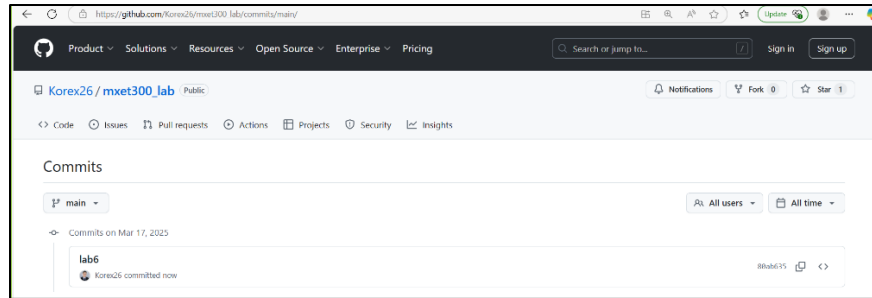 https://github.com/Korex26/mxet300_lab/commits/main/
Update
Product Solutions Resources Open Source Enterprise Pricing
Search or jump to...
/
Sign in
Sign up
Korex26 / mxet300_lab Public
Notifications
Fork 0
Star 1
Code Issues Pull requests Actions Projects Security Insights
Commits
main
All users
All time
Commits on Mar 17, 2025
lab6
Korex26 committed now
80ab635